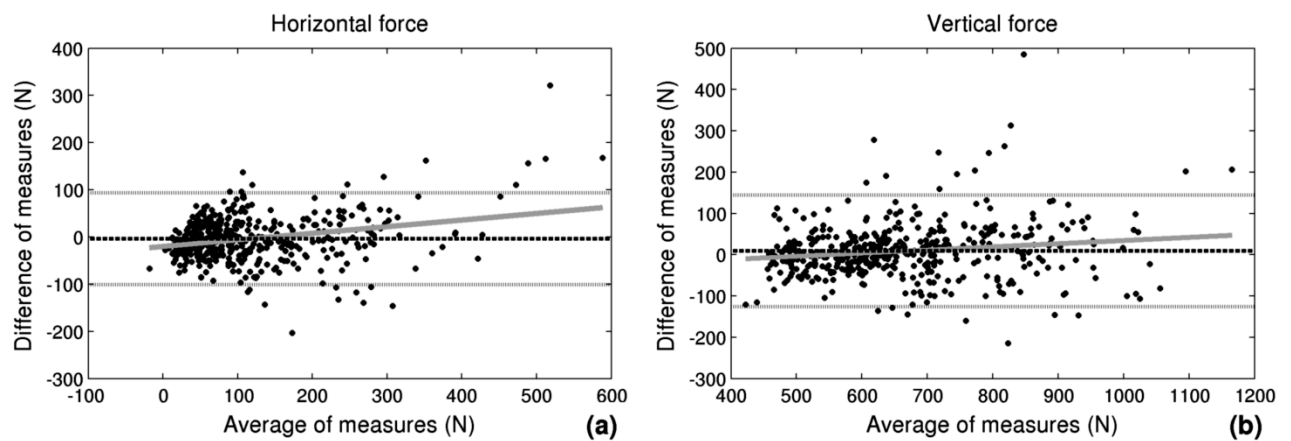 Horizontal force
400
300
200
100
0
-100
-200
-300
-100 0 100 200 300 400 500 600
Difference of measures (N)
Average of measures (N)
(a)
Vertical force
500
400
300
200
100
0
-100
-200
-300
400 500 600 700 800 900 1000 1100 1200
Difference of measures (N)
Average of measures (N)
(b)